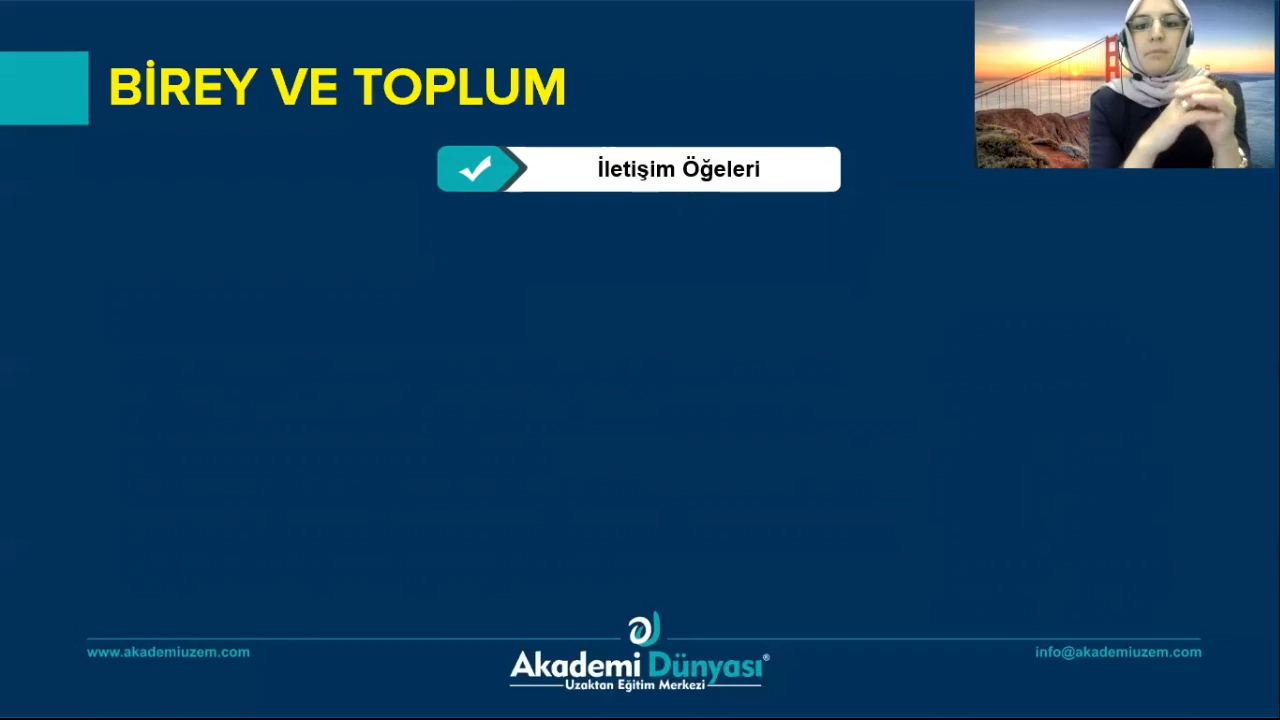 BİREY VE TOPLUM
İletişim Öğeleri
www.akademiuzem.com
info@akademiuzem.com
Akademi Dünyası®
Uzaktan Eğitim Merkezi